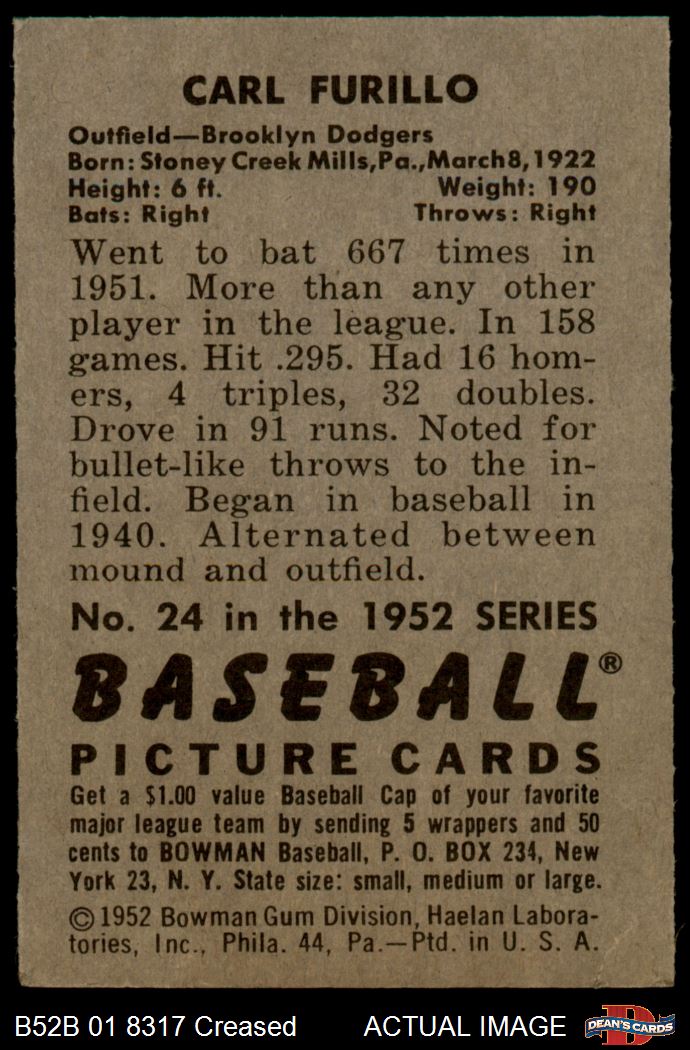 CARL FURILLO
Outfield—Brooklyn Dodgers
Born: Stoney Creek Mills, Pa., March 8, 1922
Height: 6 ft. Weight: 190
Bats: Right Throws: Right
Went to bat 667 times in
1951. More than any other
player in the league. In 158
games. Hit .295. Had 16 hom-
ers, 4 triples, 32 doubles.
Drove in 91 runs. Noted for
bullet-like throws to the in-
field. Began in baseball in
1940. Alternated between
mound and outfield.
No. 24 in the 1952 SERIES
BASEBALL®
PICTURE CARDS
Get a $1.00 value Baseball Cap of your favorite
major league team by sending 5 wrappers and 50
cents to BOWMAN Baseball, P. O. BOX 234, New
York 23, N. Y. State size: small, medium or large.
© 1952 Bowman Gum Division, Haelan Labora-
tories, Inc., Phila. 44, Pa.—Ptd. in U. S. A.
B52B 01 8317 Creased ACTUAL IMAGE D DEAN'S CARDS